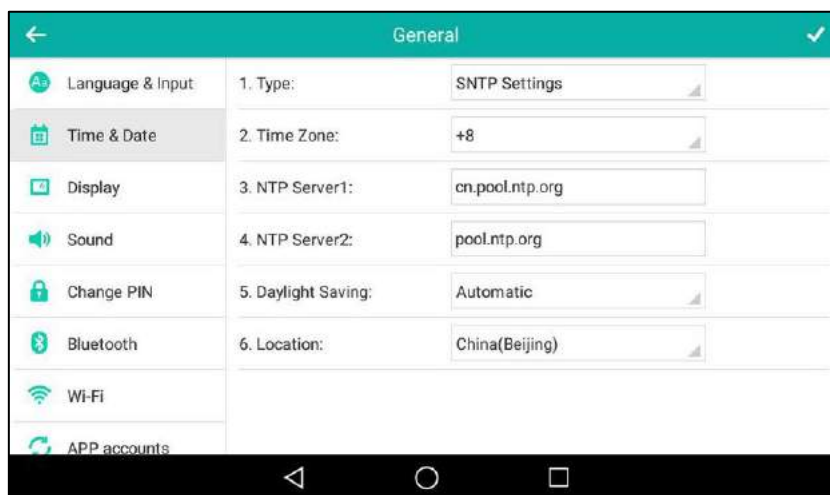 General
Aa Language & Input
1. Type: SNTP Settings
Time & Date
2. Time Zone: +8
Display
3. NTP Server1: cn.pool.ntp.org
Sound
4. NTP Server2: pool.ntp.org
Change PIN
5. Daylight Saving: Automatic
Bluetooth
6. Location: China(Beijing)
Wi-Fi
APP accounts